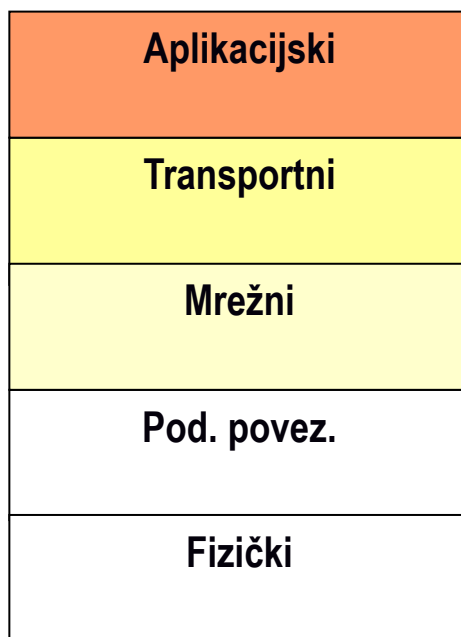 Aplikacijski
Transportni
Mrežni
Pod. povez.
Fizički